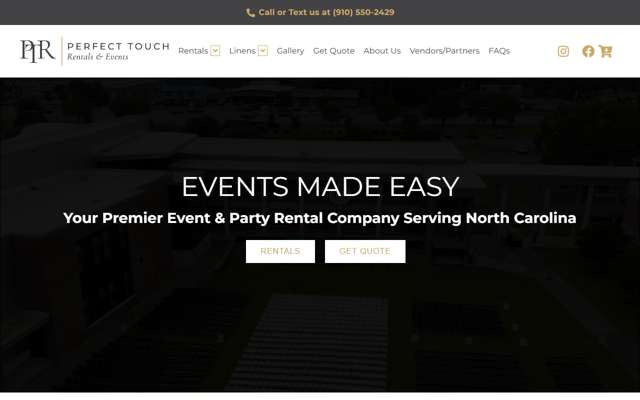 Call or Text us at (910) 550-2429
PTR
PERFECT TOUCH
Rentals & Events
Rentals
Linens
Gallery
Get Quote
About Us
Vendors/Partners
FAQs
EVENTS MADE EASY
Your Premier Event & Party Rental Company Serving North Carolina
RENTALS
GET QUOTE